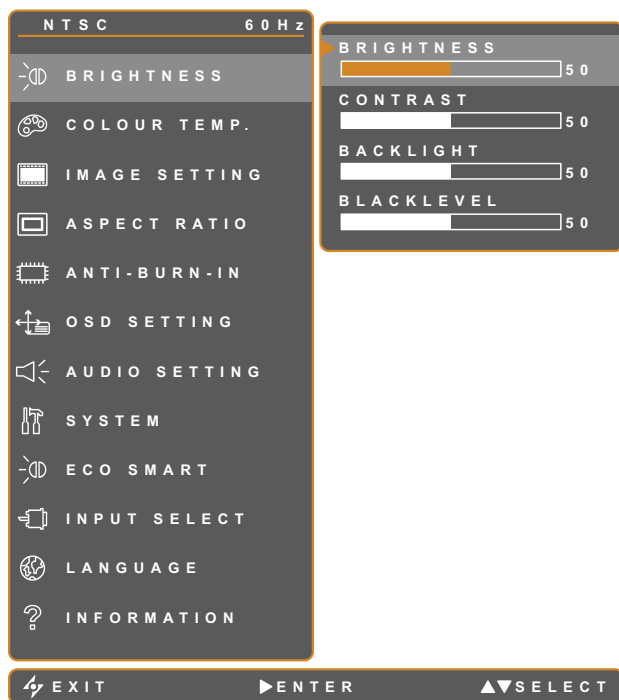 NTSC 60Hz
BRIGHTNESS
COLOUR TEMP.
IMAGE SETTING
ASPECT RATIO
ANTI-BURN-IN
OSD SETTING
AUDIO SETTING
SYSTEM
ECO SMART
INPUT SELECT
LANGUAGE
INFORMATION
BRIGHTNESS
50
CONTRAST
50
BACKLIGHT
50
BLACKLEVEL
50
EXIT ENTER SELECT